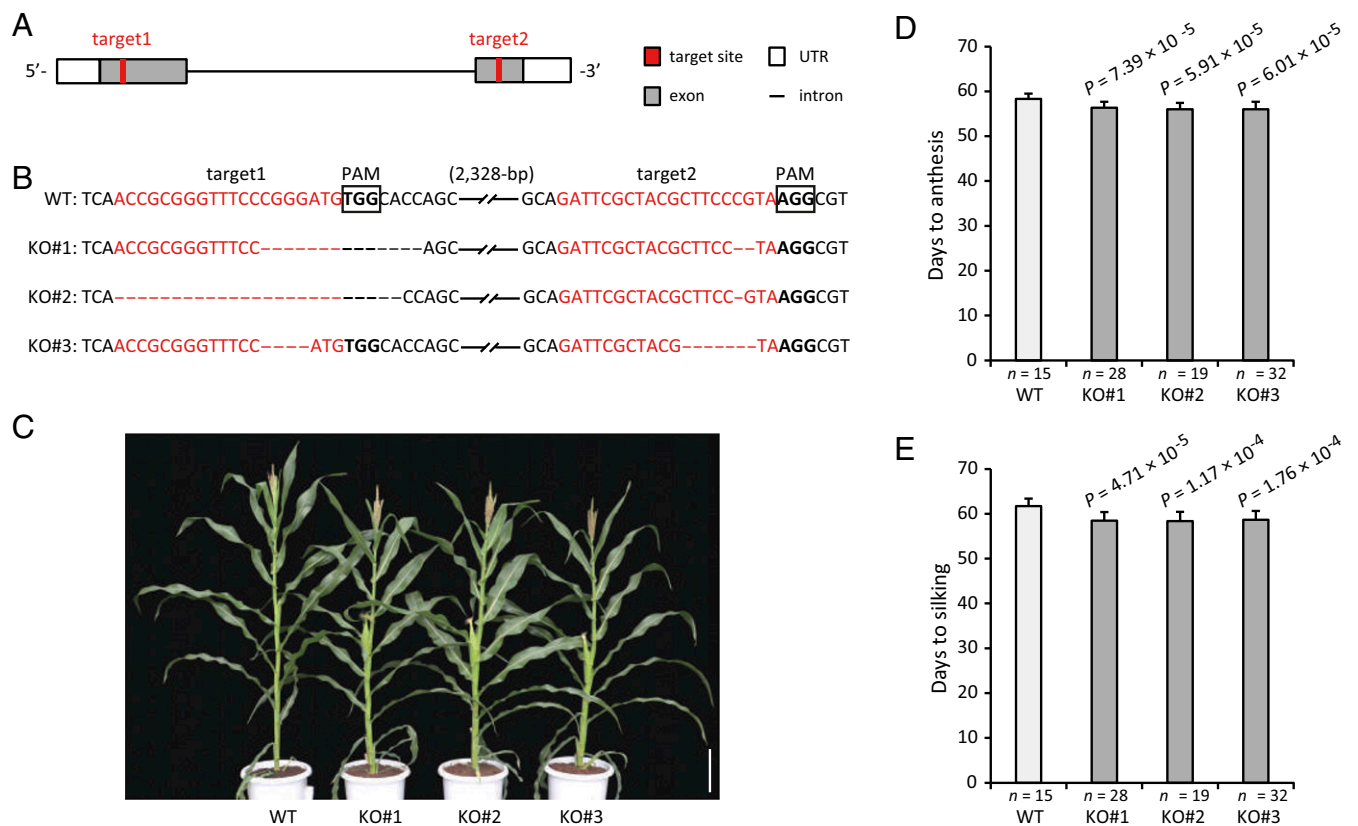 A
target1
target2
5’-
-3’
target site
UTR
exon
intron
B
target1 PAM (2,328-bp) target2 PAM
WT: TCAACCGCGGGTTTCCCGGGATGTGGCACCAGC—//—GCAGATTCGCTACGCTTCCCGTAAGGCGT
KO#1: TCAACCGCGGGTTTCC--------------AGC—//—GCAGATTCGCTACGCTTCC--TAAGGCGT
KO#2: TCA-------------------------CCAGC—//—GCAGATTCGCTACGCTTCC-GTAAGGCGT
KO#3: TCAACCGCGGGTTTCC----ATGTGGCACCAGC—//—GCAGATTCGCTACG-------TAAGGCGT
C
WT KO#1 KO#2 KO#3
D
Days to anthesis
70
60
50
40
30
20
10
0
P = 7.39 × 10-5
P = 5.91 × 10-5
P = 6.01 × 10-5
n = 15 n = 28 n = 19 n = 32
WT KO#1 KO#2 KO#3
E
Days to silking
70
60
50
40
30
20
10
0
P = 4.71 × 10-5
P = 1.17 × 10-4
P = 1.76 × 10-4
n = 15 n = 28 n = 19 n = 32
WT KO#1 KO#2 KO#3